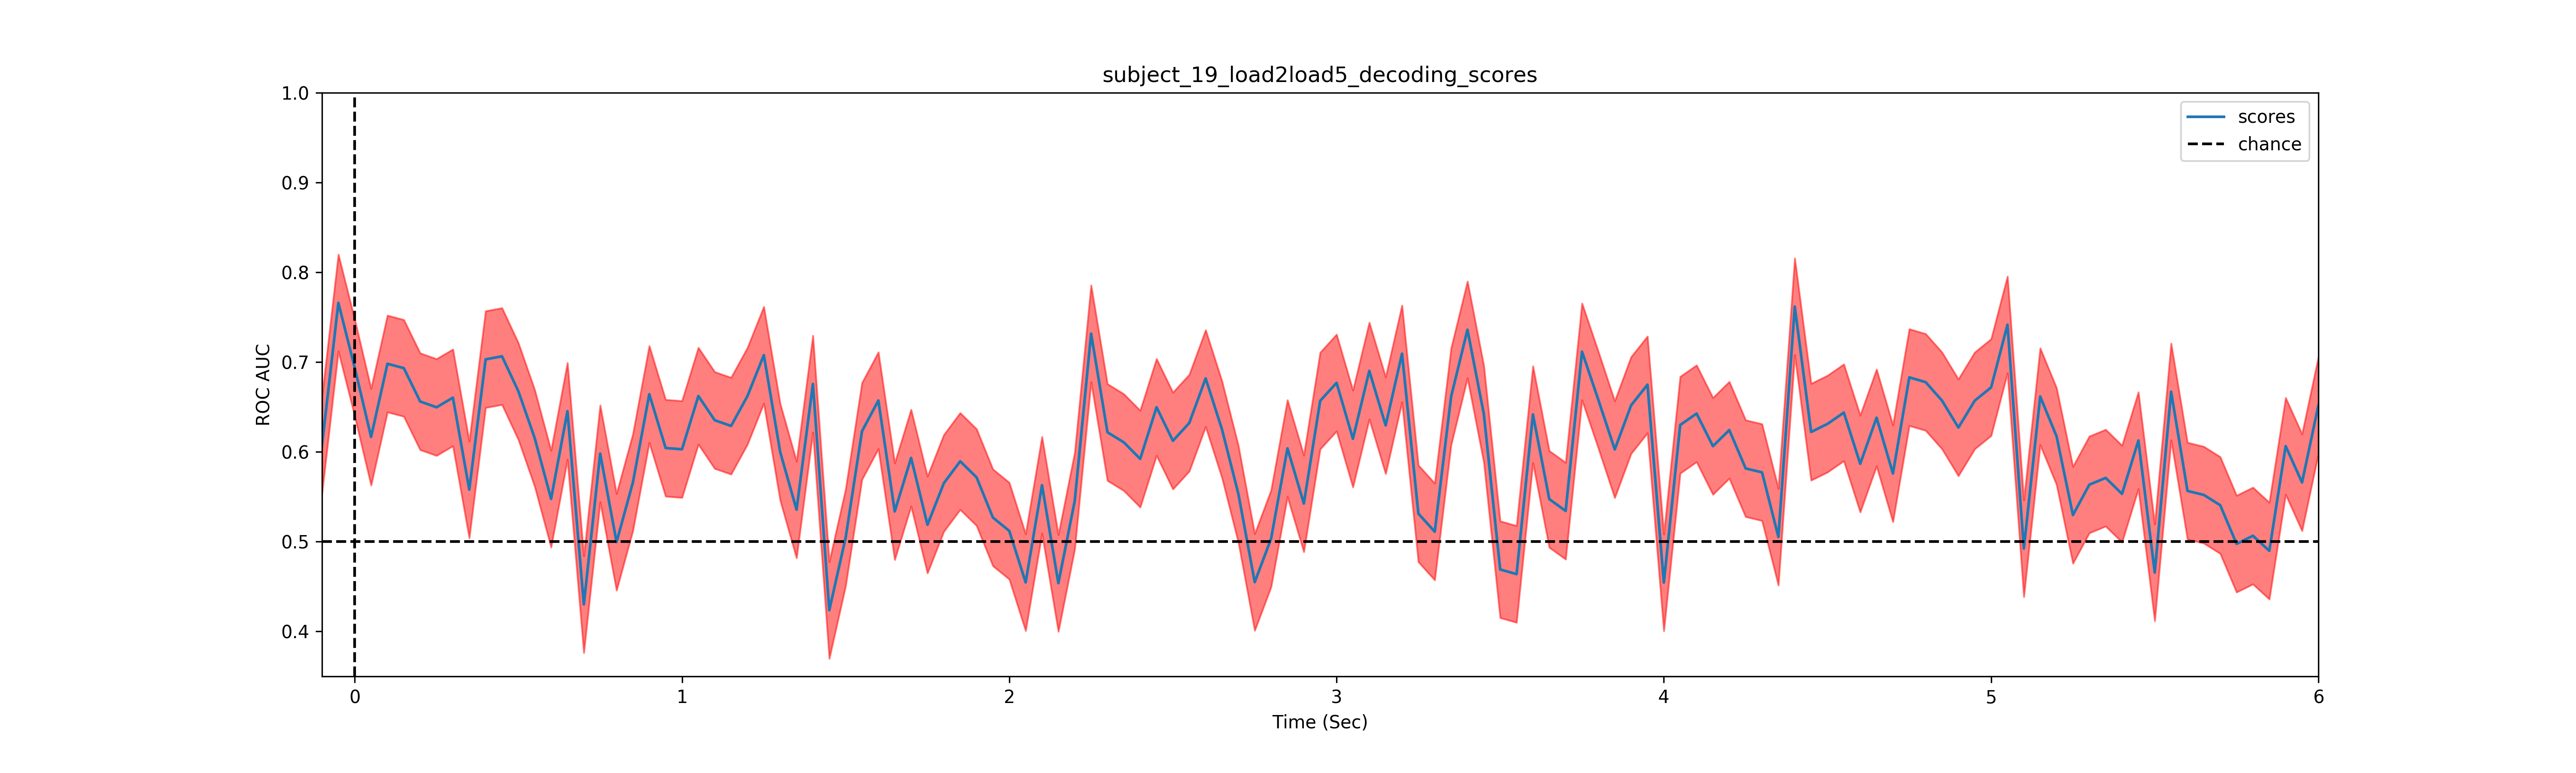 subject_19_load2load5_decoding_scores
1.0
0.9
0.8
0.7
0.6
0.5
0.4
ROC AUC
scores
chance
0 1 2 3 4 5 6
Time (Sec)